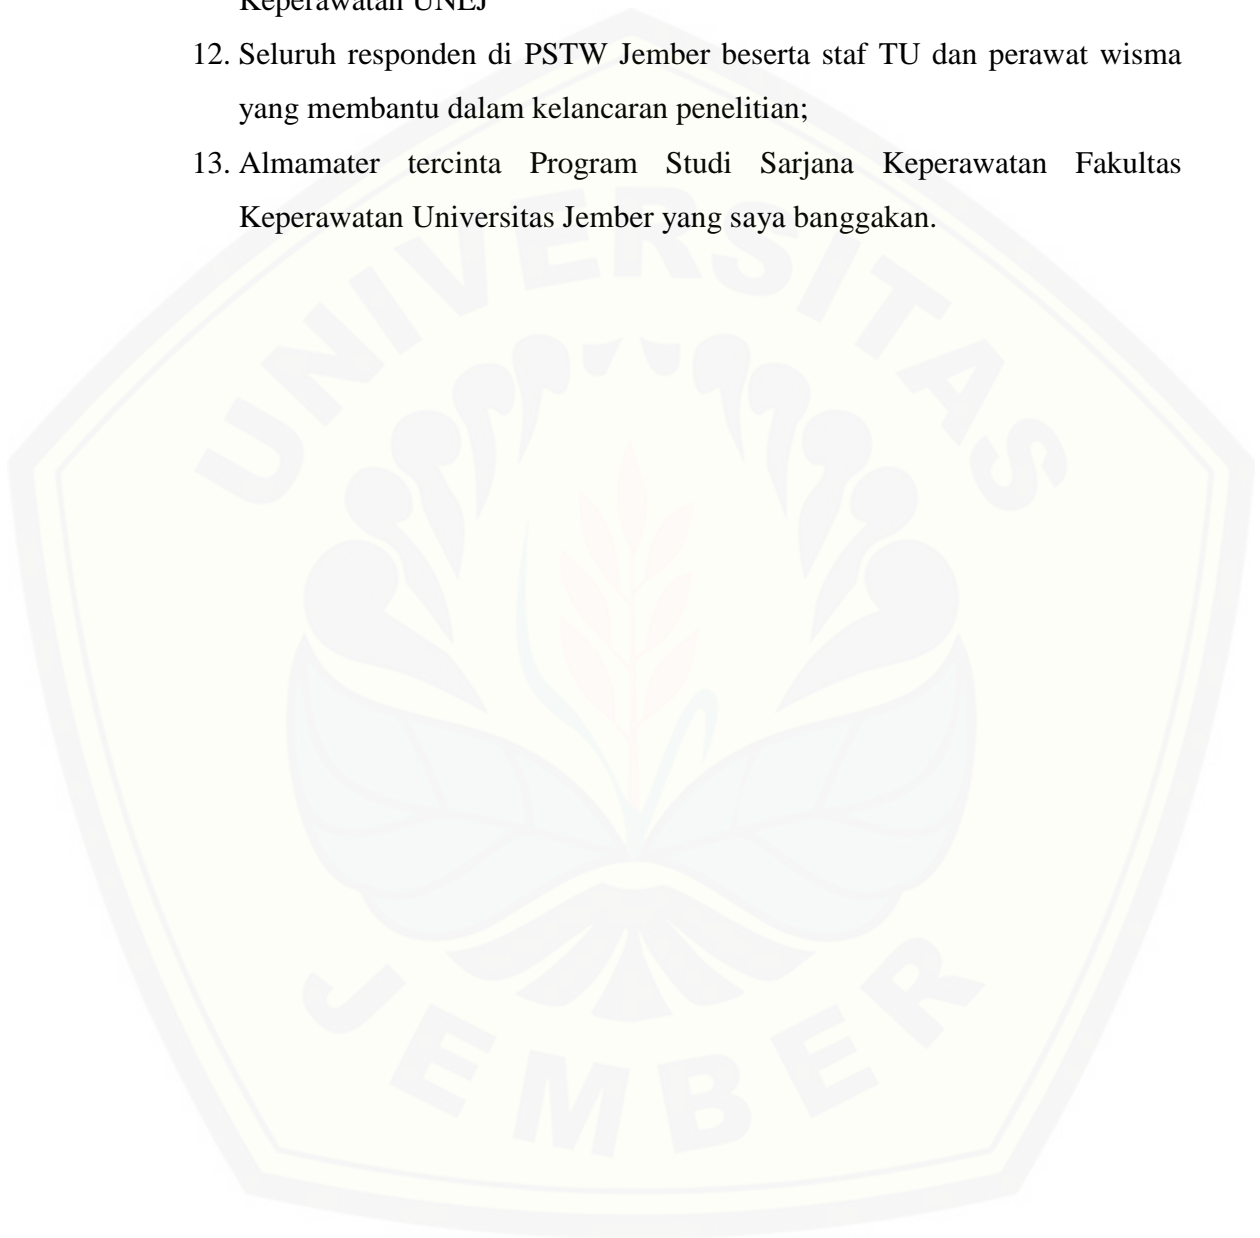 Keperawatan UNEJ
12. Seluruh responden di PSTW Jember beserta staf TU dan perawat wisma
yang membantu dalam kelancaran penelitian;
13. Almamater tercinta Program Studi Sarjana Keperawatan Fakultas
Keperawatan Universitas Jember yang saya banggakan.
UNIVERSITAS
JEMBER